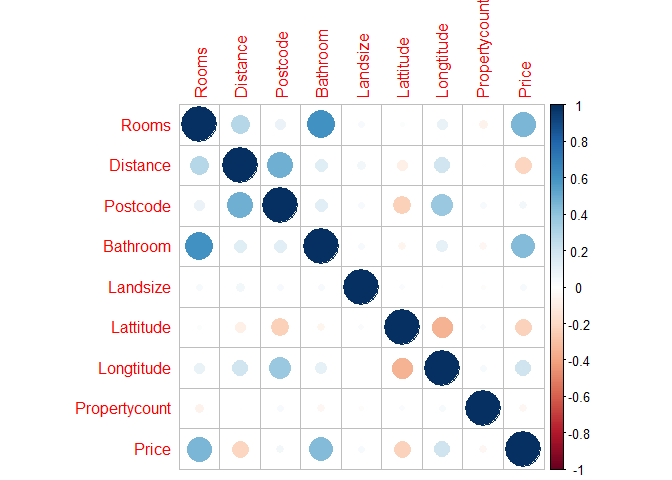 Rooms
Distance
Postcode
Bathroom
Landsize
Lattitude
Longtitude
Propertycount
Price
Rooms
Distance
Postcode
Bathroom
Landsize
Lattitude
Longtitude
Propertycount
Price
1
0.8
0.6
0.4
0.2
0
-0.2
-0.4
-0.6
-0.8
-1